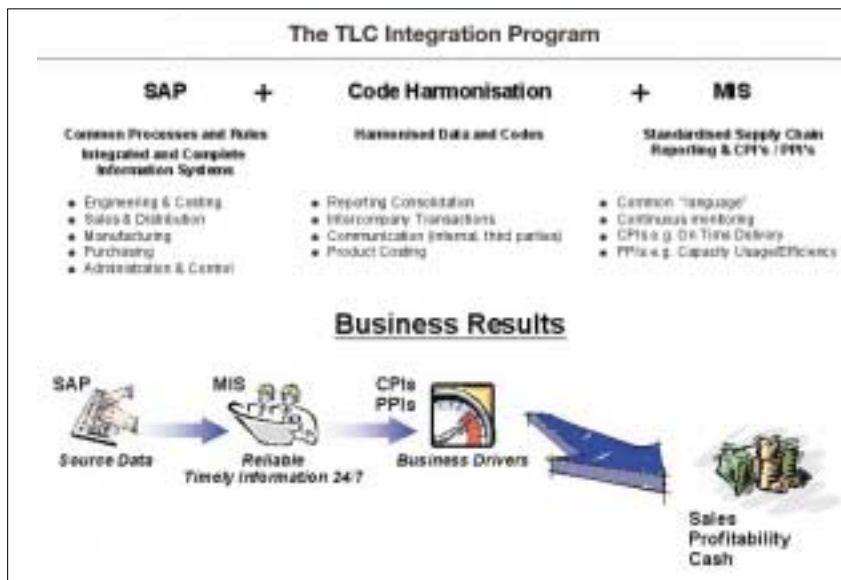 The TLC Integration Program
SAP + Code Harmonisation + MIS
Common Processes and Rules
Integrated and Complete
Information Systems
Harmonised Data and Codes
Standardised Supply Chain
Reporting & CPI's / PPI's
• Engineering & Costing
• Sales & Distribution
• Manufacturing
• Purchasing
• Administration & Control
• Reporting Consolidation
• Intercompany Transactions
• Communication (internal, third parties)
• Product Costing
• Common "language"
• Continuous monitoring
• CPIs e.g. On Time Delivery
• PPIs e.g. Capacity Usage/Efficiency
Business Results
SAP
Source Data
MIS
Reliable
Timely Information 24/7
CPIs
PPIs
Business Drivers
Sales
Profitability
Cash